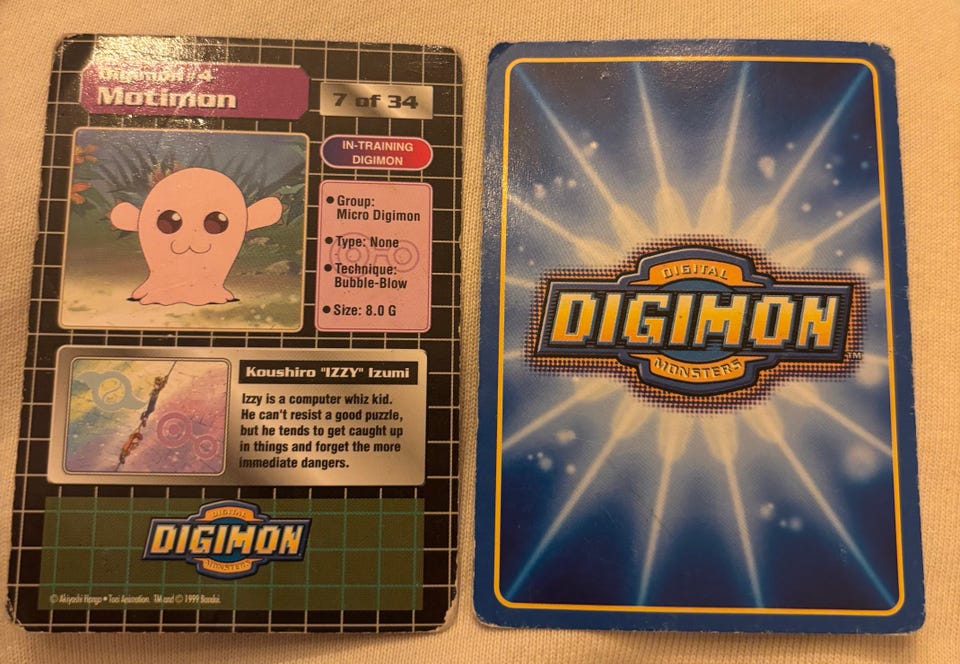 Digimon #4
Motimon
7 of 34
IN-TRAINING
DIGIMON
• Group:
Micro Digimon
• Type: None
• Technique:
Bubble-Blow
• Size: 8.0 G
Koushiro "IZZY" Izumi
Izzy is a computer whiz kid.
He can't resist a good puzzle,
but he tends to get caught up
in things and forget the more
immediate dangers.
DIGITAL
DIGIMON
MONSTERS
© Akiyoshi Hongo • Toei Animation. TM and © 1999 Bandai.
DIGITAL
DIGIMON
MONSTERS
TM